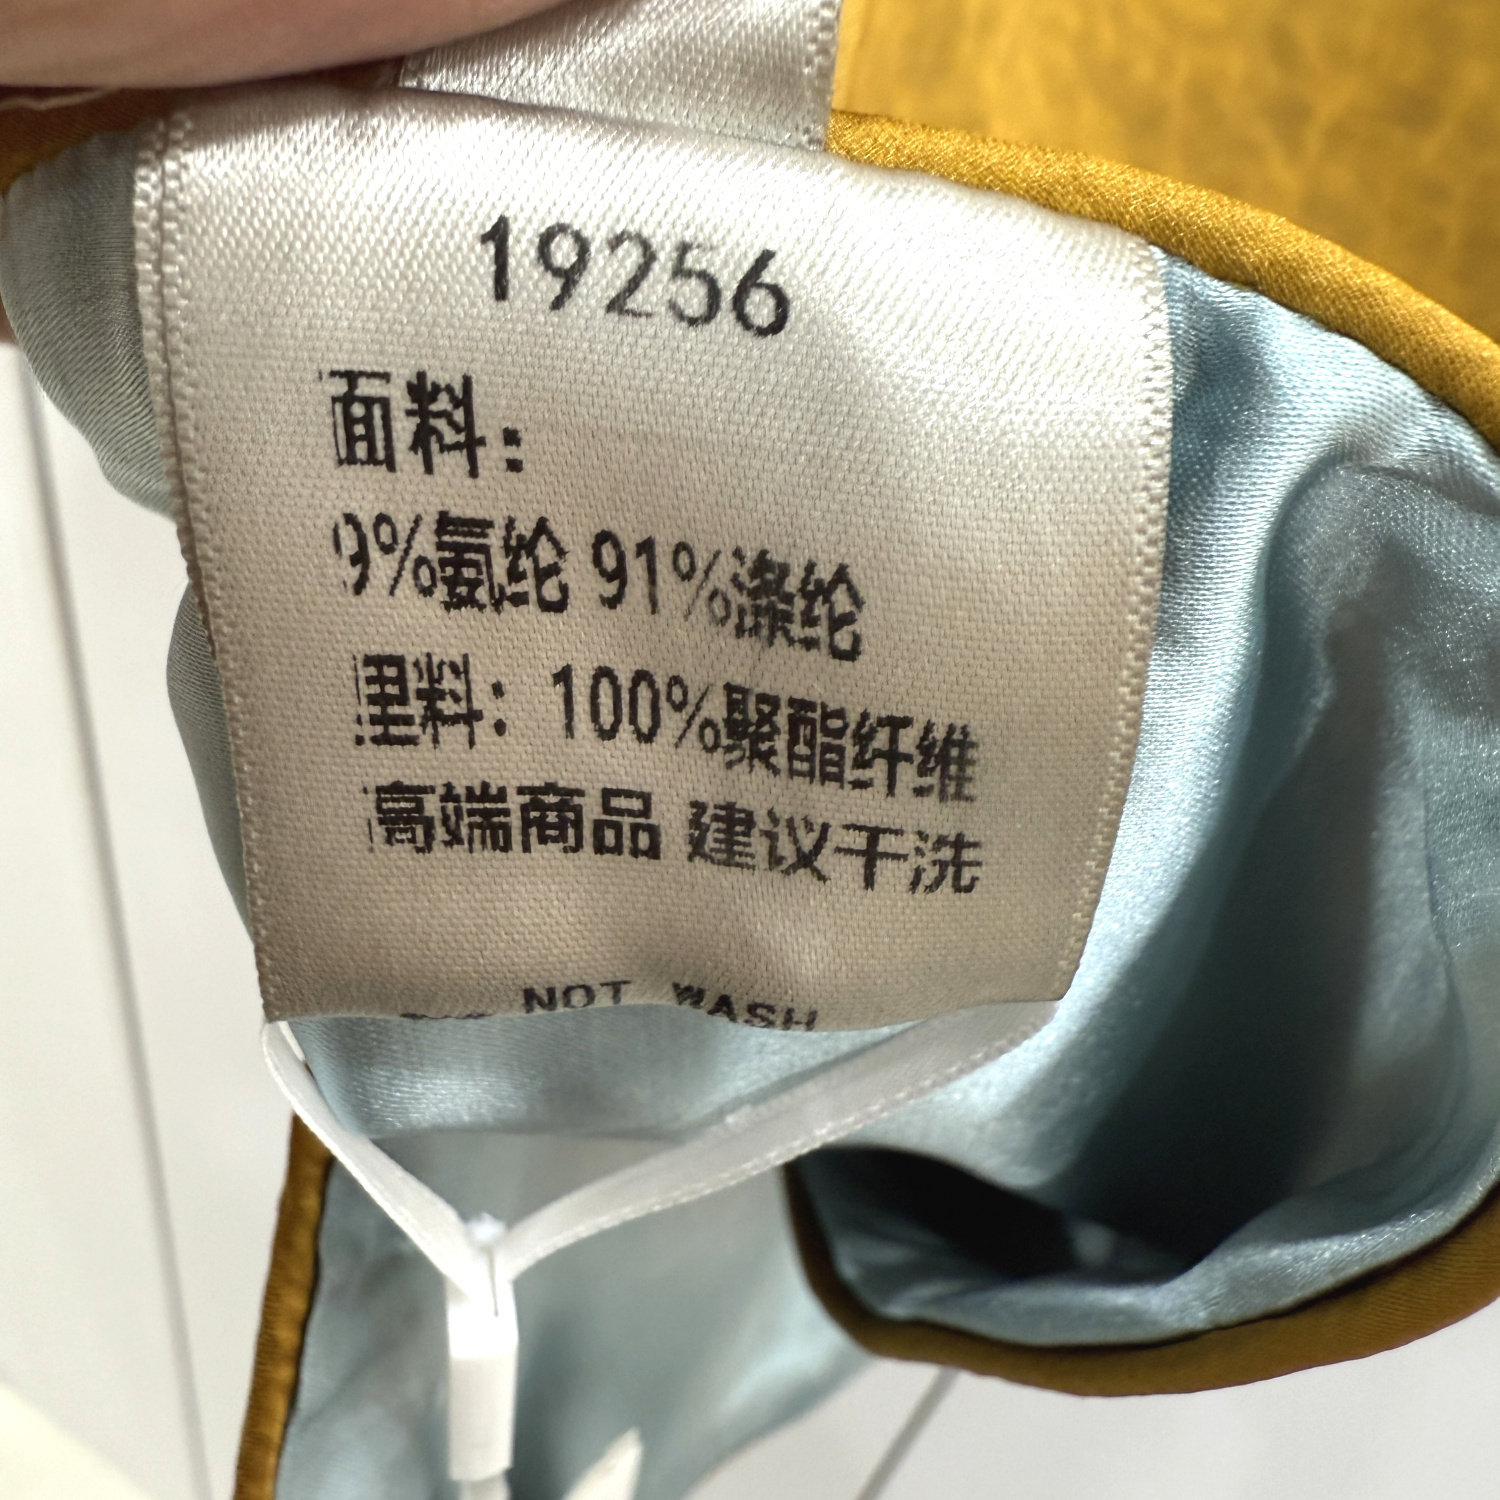 19256
面料:
9%氨纶 91%涤纶
里料: 100%聚酯纤维
高端商品 建议干洗
NOT WASH